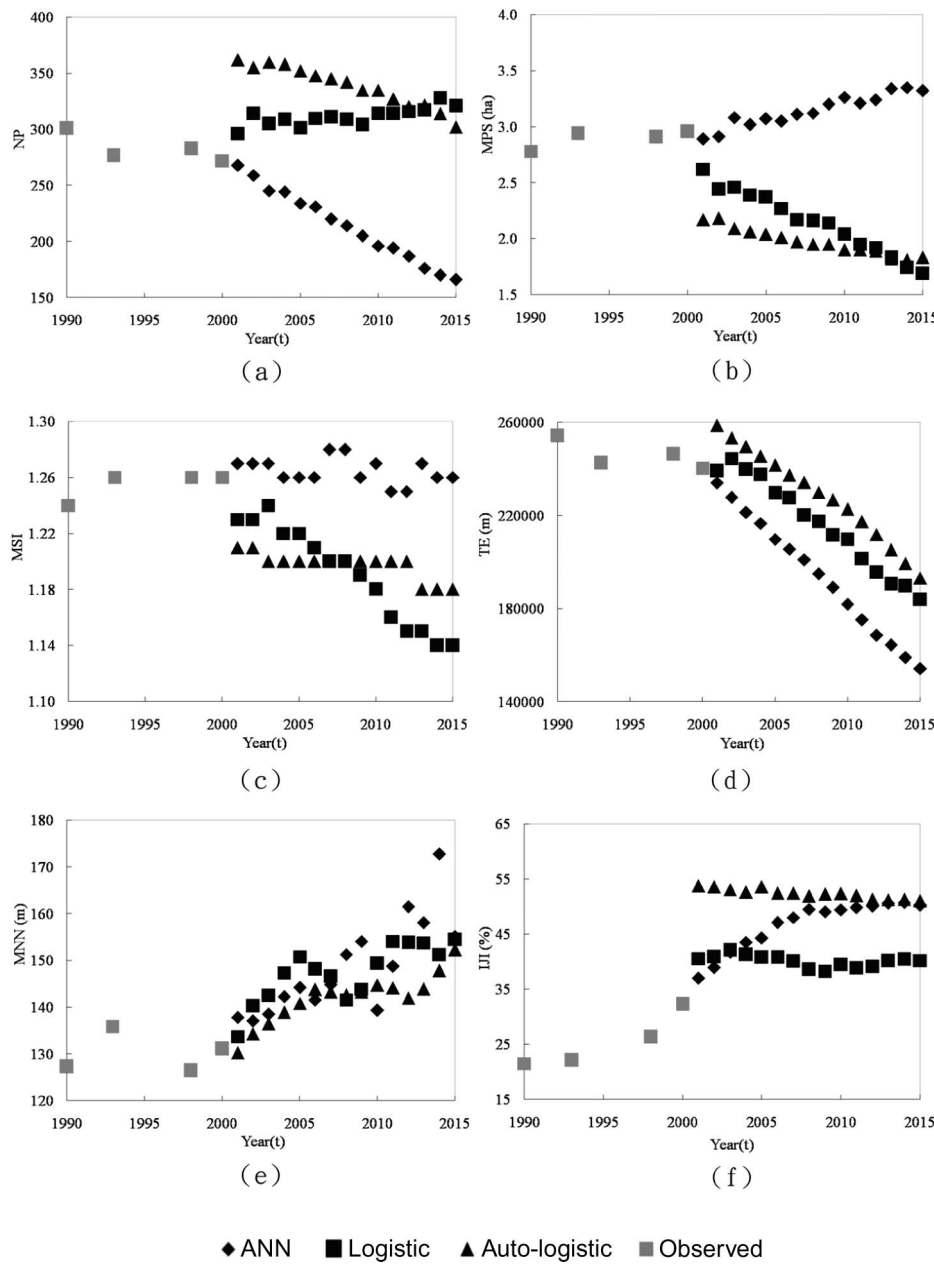 400
350
300
250
200
150
NP
1990 1995 2000 2005 2010 2015
Year(t)
(a)
4.0
3.5
3.0
2.5
2.0
1.5
MPS (ha)
1990 1995 2000 2005 2010 2015
Year(t)
(b)
1.30
1.26
1.22
1.18
1.14
1.10
MSI
1990 1995 2000 2005 2010 2015
Year(t)
(c)
260000
220000
180000
140000
TE (m)
1990 1995 2000 2005 2010 2015
Year(t)
(d)
180
170
160
150
140
130
120
MNN (m)
1990 1995 2000 2005 2010 2015
Year(t)
(e)
65
55
45
35
25
15
IJI (%)
1990 1995 2000 2005 2010 2015
Year(t)
(f)
ANN Logistic Auto-logistic Observed